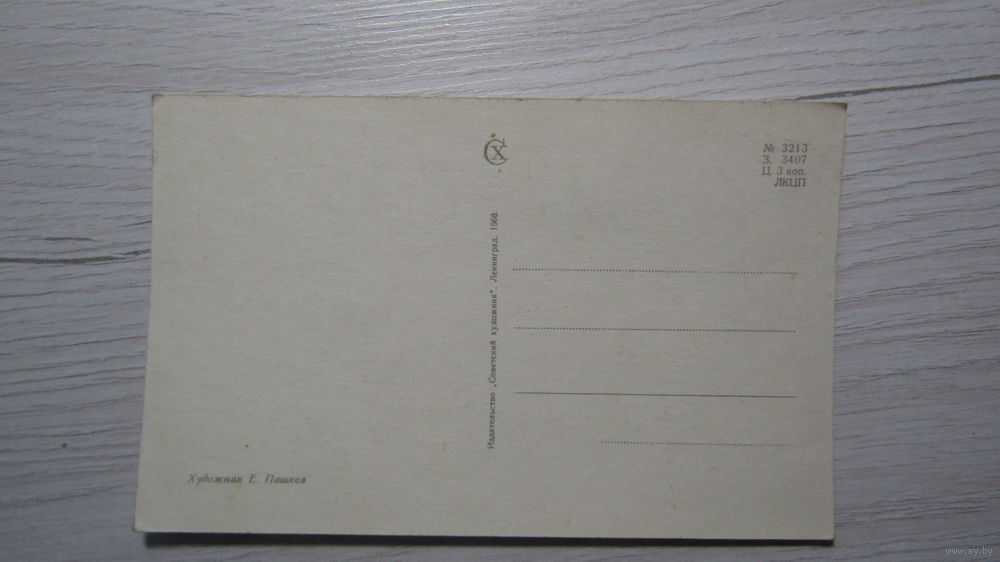 СХ
№ 3213
З. 3407
Ц. 3 коп.
ЛКЦП
Издательство „Советский художник“. Ленинград. 1968
Художник Е. Пашков
www.ay.by